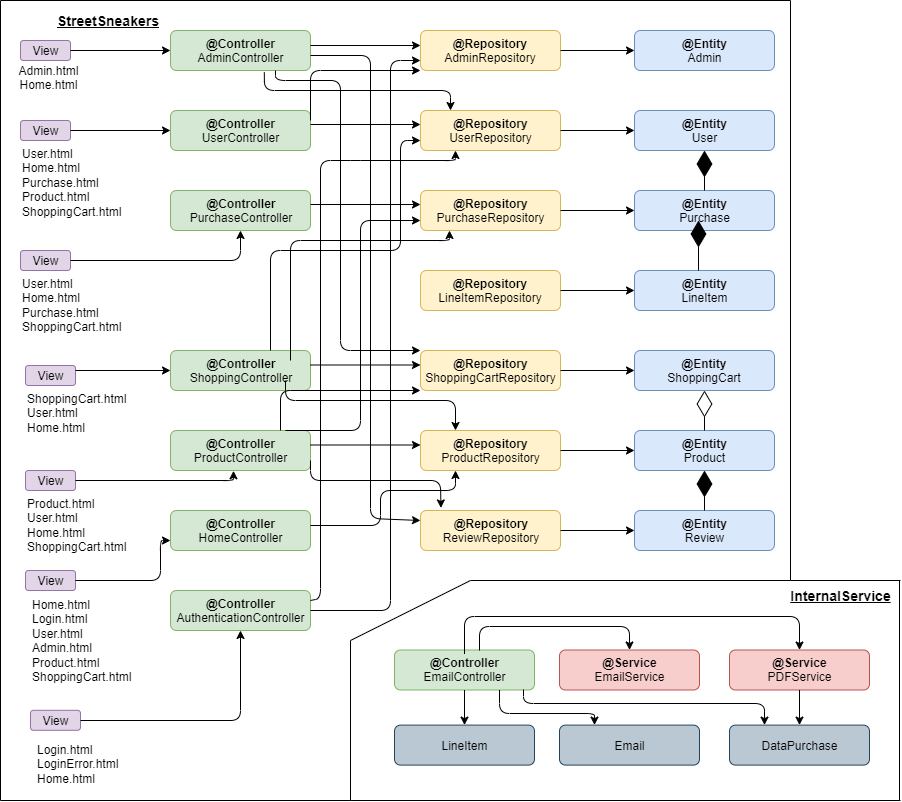 StreetSneakers
View
Admin.html
Home.html
@Controller
AdminController
@Repository
AdminRepository
@Entity
Admin
View
User.html
Home.html
Purchase.html
Product.html
ShoppingCart.html
@Controller
UserController
@Repository
UserRepository
@Entity
User
@Controller
PurchaseController
@Repository
PurchaseRepository
@Entity
Purchase
View
User.html
Home.html
Purchase.html
ShoppingCart.html
@Repository
LineItemRepository
@Entity
LineItem
View
ShoppingCart.html
User.html
Home.html
@Controller
ShoppingController
@Repository
ShoppingCartRepository
@Entity
ShoppingCart
@Controller
ProductController
@Repository
ProductRepository
@Entity
Product
View
Product.html
User.html
Home.html
ShoppingCart.html
@Controller
HomeController
@Repository
ReviewRepository
@Entity
Review
View
Home.html
Login.html
User.html
Admin.html
Product.html
ShoppingCart.html
@Controller
AuthenticationController
View
Login.html
LoginError.html
Home.html
InternalService
@Controller
EmailController
@Service
EmailService
@Service
PDFService
LineItem
Email
DataPurchase